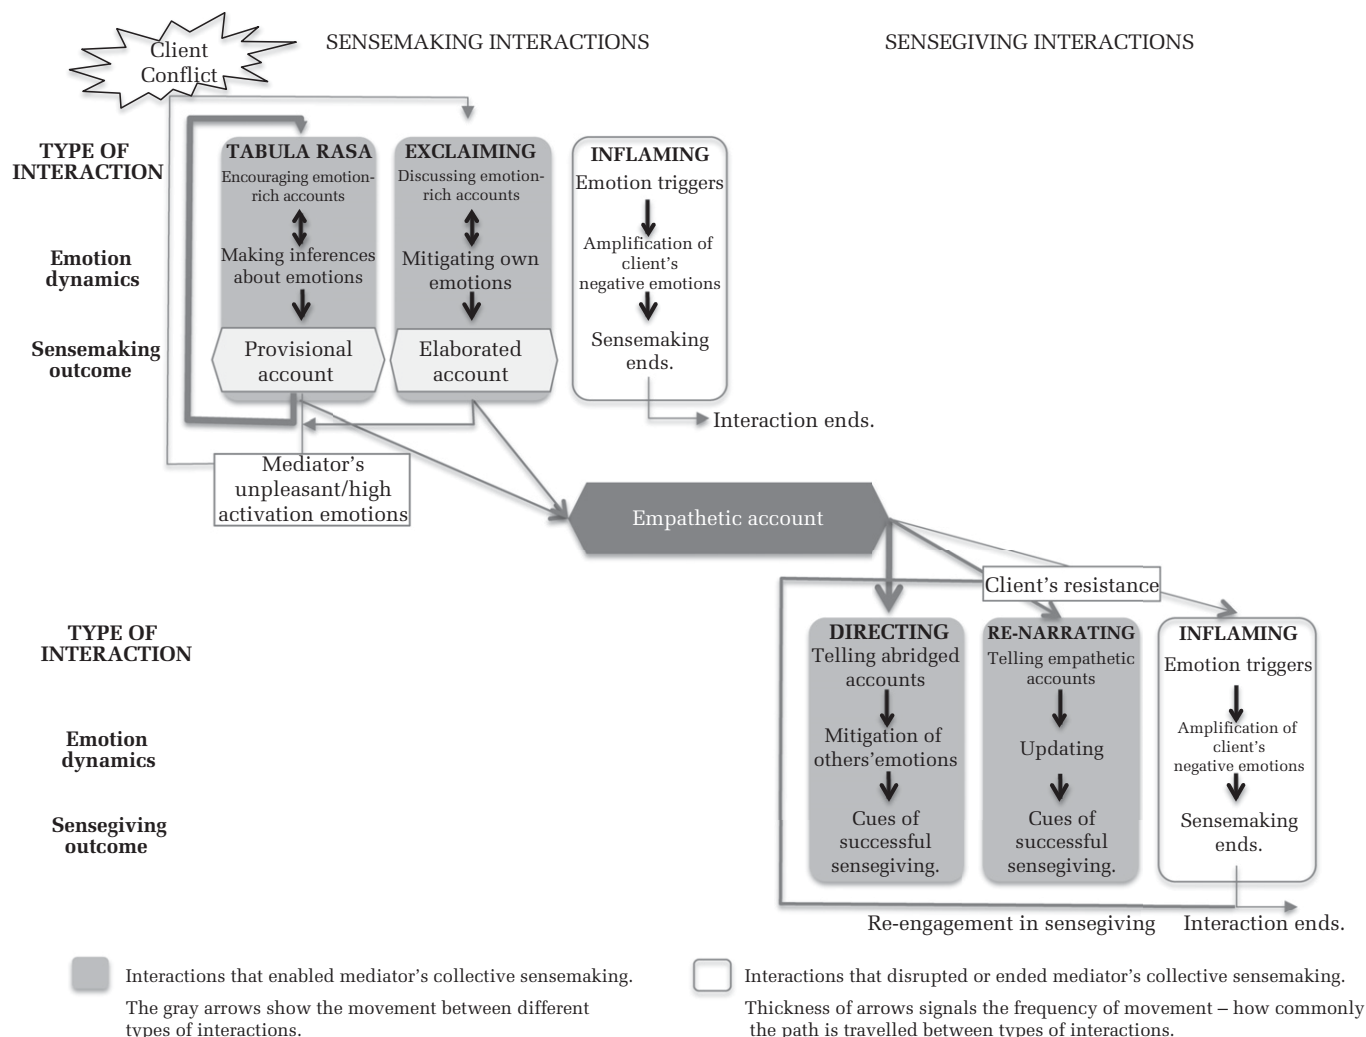 Client
Conflict
SENSEMAKING INTERACTIONS
SENSEGIVING INTERACTIONS
TYPE OF
INTERACTION
TABULA RASA
Encouraging emotion-
rich accounts
Making inferences
about emotions
Provisional
account
EXCLAIMING
Discussing emotion-
rich accounts
Mitigating own
emotions
Elaborated
account
INFLAMING
Emotion triggers
Amplification of
client's
negative emotions
Sensemaking
ends.
Emotion
dynamics
Sensemaking
outcome
Interaction ends.
Mediator's
unpleasant/high
activation emotions
Empathetic account
Client's resistance
TYPE OF
INTERACTION
Emotion
dynamics
Sensegiving
outcome
DIRECTING
Telling abridged
accounts
Mitigation of
others'emotions
Cues of
successful
sensegiving.
RE-NARRATING
Telling empathetic
accounts
Updating
Cues of
successful
sensegiving.
INFLAMING
Emotion triggers
Amplification of
client's
negative emotions
Sensemaking
ends.
Re-engagement in sensegiving
Interaction ends.
Interactions that enabled mediator's collective sensemaking.
The gray arrows show the movement between different
types of interactions.
Interactions that disrupted or ended mediator's collective sensemaking.
Thickness of arrows signals the frequency of movement – how commonly
the path is travelled between types of interactions.